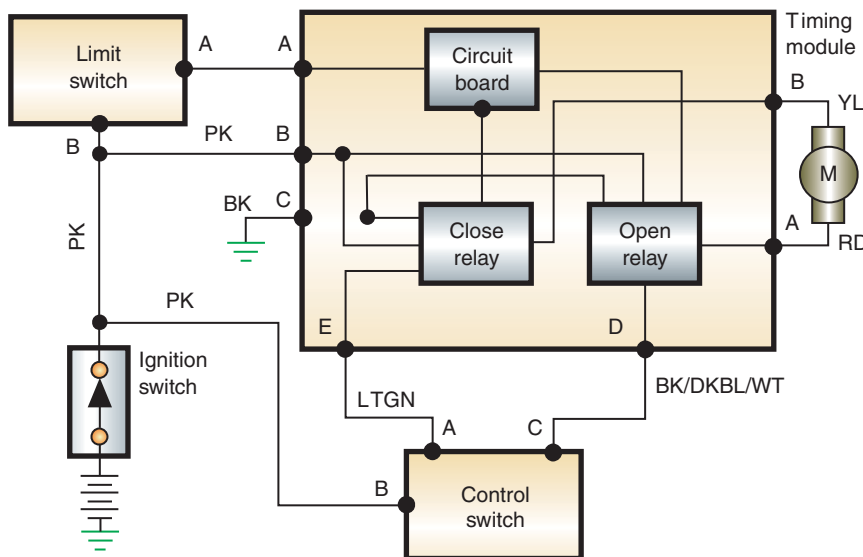 Timing
module
Limit
switch
A
A
Circuit
board
B
YL
B
PK
B
M
BK
C
PK
Close
relay
Open
relay
A
RD
PK
E
D
Ignition
switch
LTGN
BK/DKBL/WT
A
C
B
Control
switch